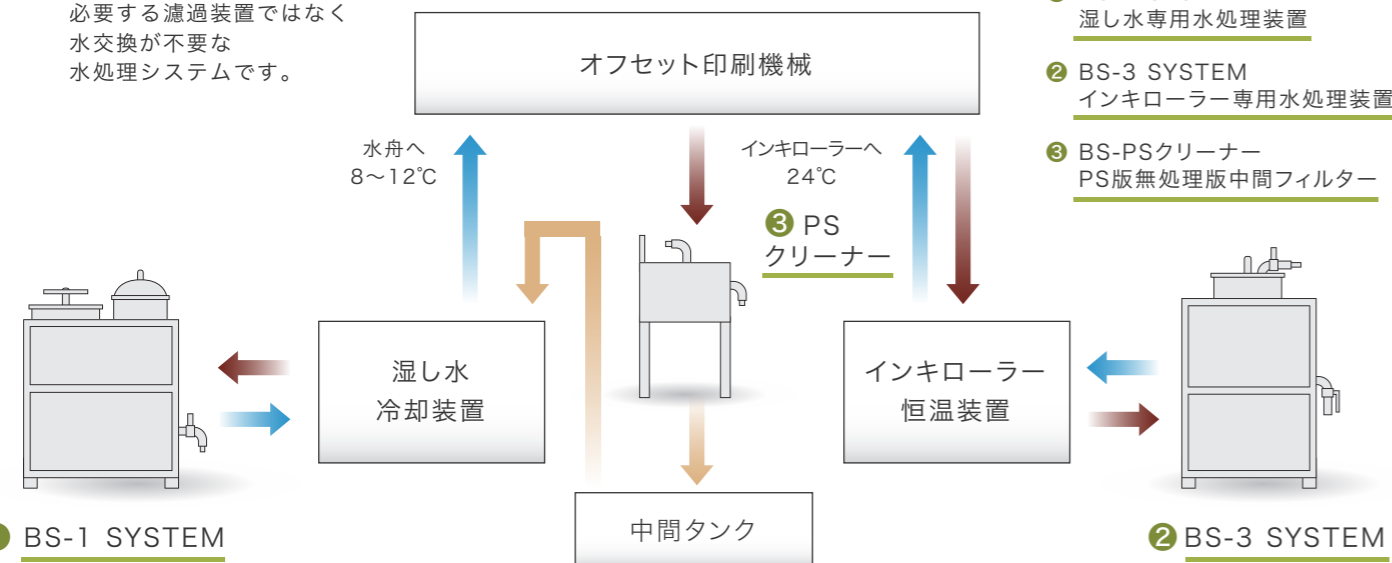 必要する濾過装置ではなく
水交換が不要な
水処理システムです。
オフセット印刷機械
湿し水専用水処理装置
❷ BS-3 SYSTEM
インキローラー専用水処理装置
❸ BS-PSクリーナー
PS版無処理版中間フィルター
水舟へ
8〜12℃
インキローラーへ
24℃
❸ PS
クリーナー
湿し水
冷却装置
インキローラー
恒温装置
中間タンク
BS-1 SYSTEM
❷ BS-3 SYSTEM